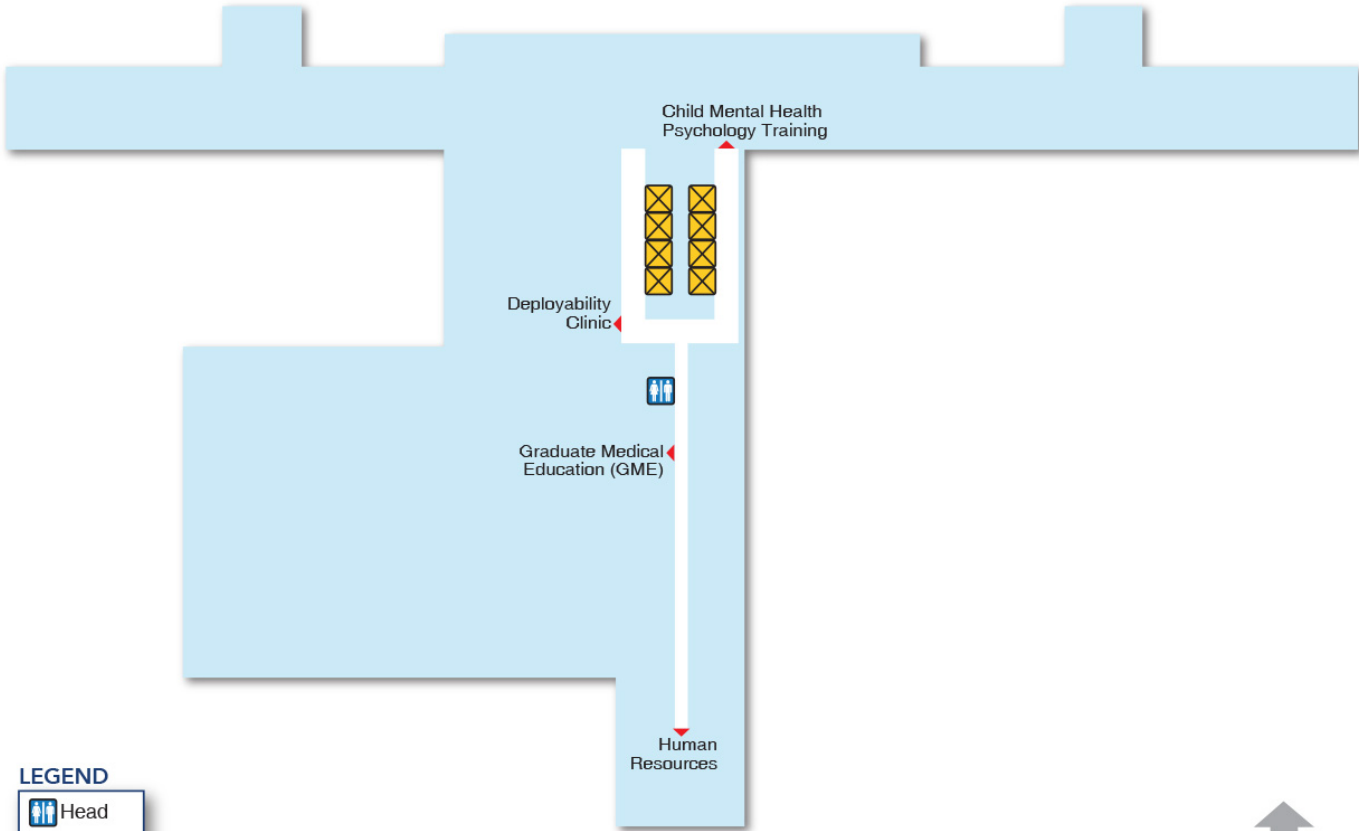 Child Mental Health
Psychology Training
Deployability
Clinic
Graduate Medical
Education (GME)
Human
Resources
LEGEND
Head